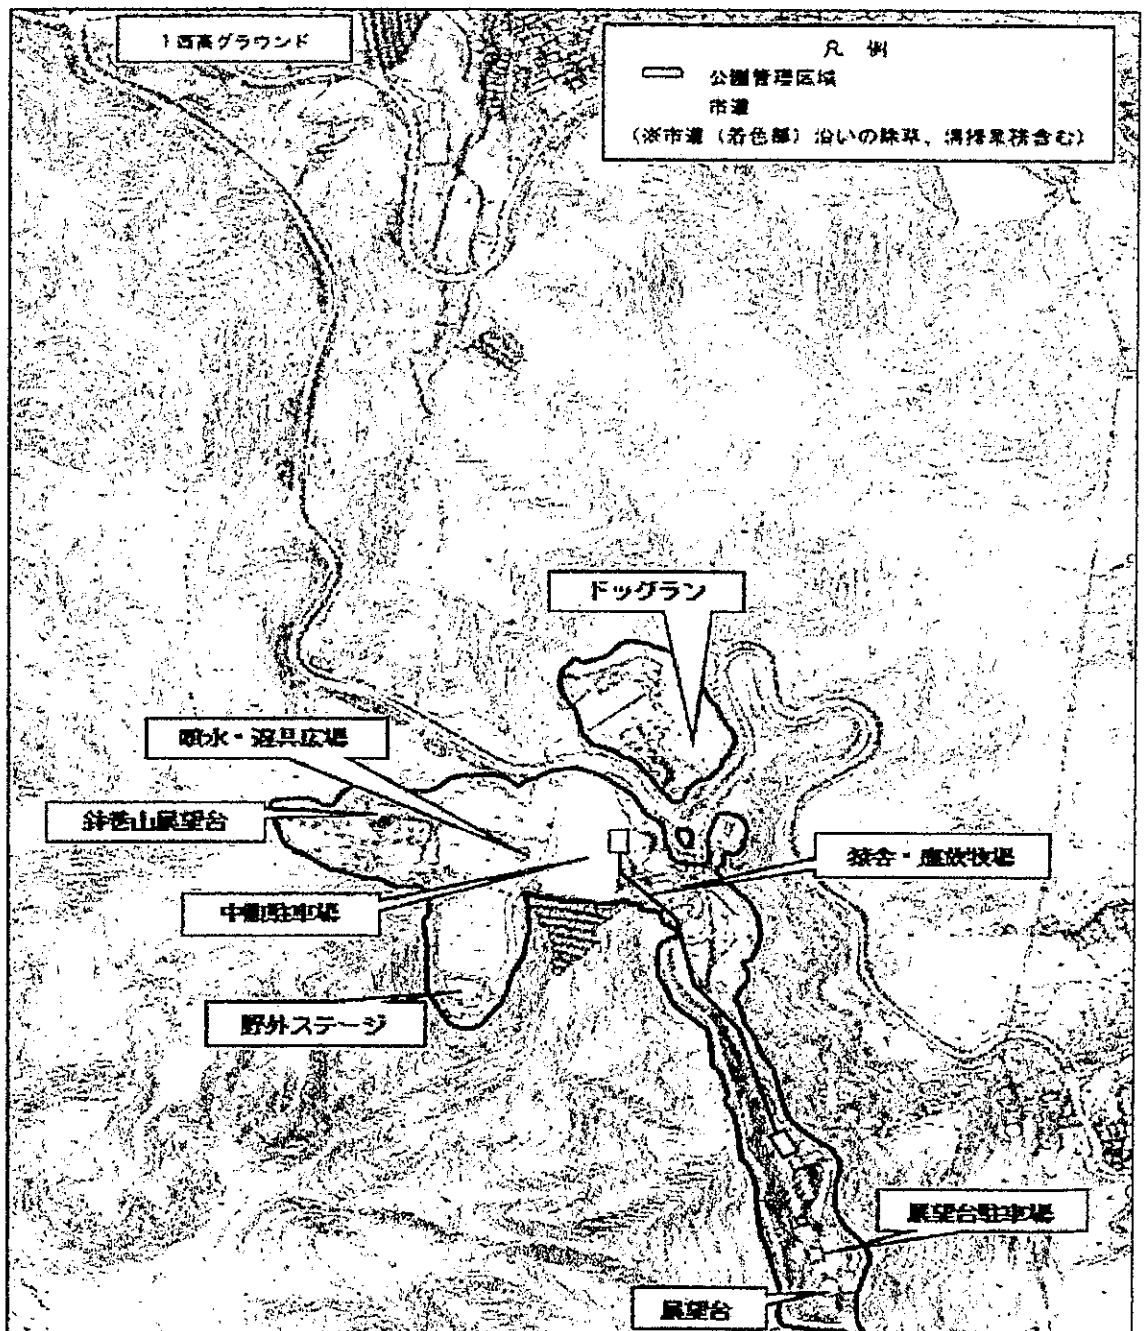 1西高グラウンド
凡 例
公園管理区域
市道
(※市道（着色部）沿いの除草、清掃業務含む)
ドッグラン
噴水・遊具広場
鉢巻山展望台
鹿放牧場
中腹駐車場
野外ステージ
展望台駐車場
展望台